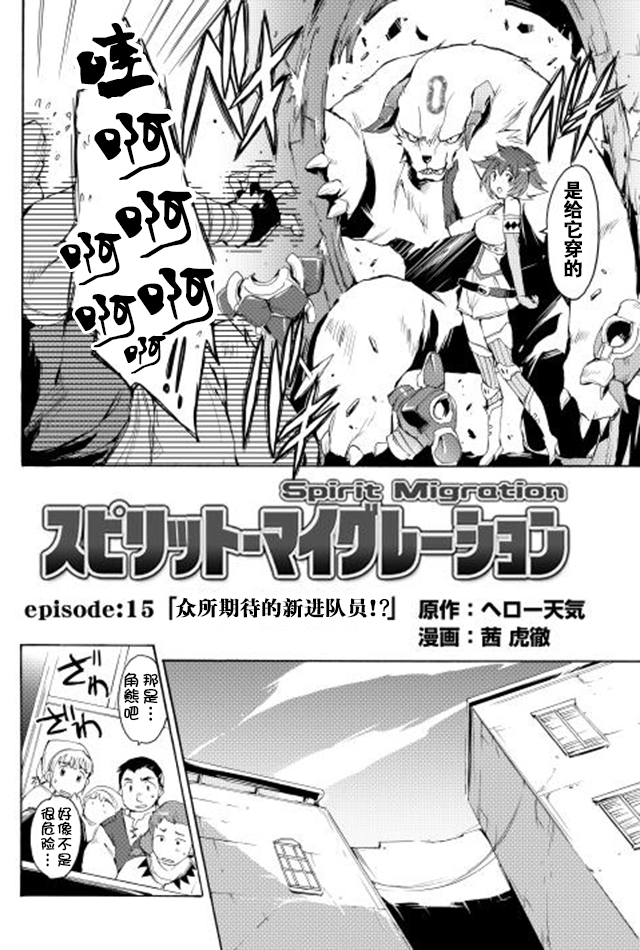 是给它穿的
哇啊啊啊啊啊啊!!
Spirit Migration
スピリット・マイグレーション
episode:15「众所期待的新进队员!?」
原作：ヘロー天気
漫画：茜 虎徹
那是…
角熊吧
ざわ
ざわ
好像不是
很危险…